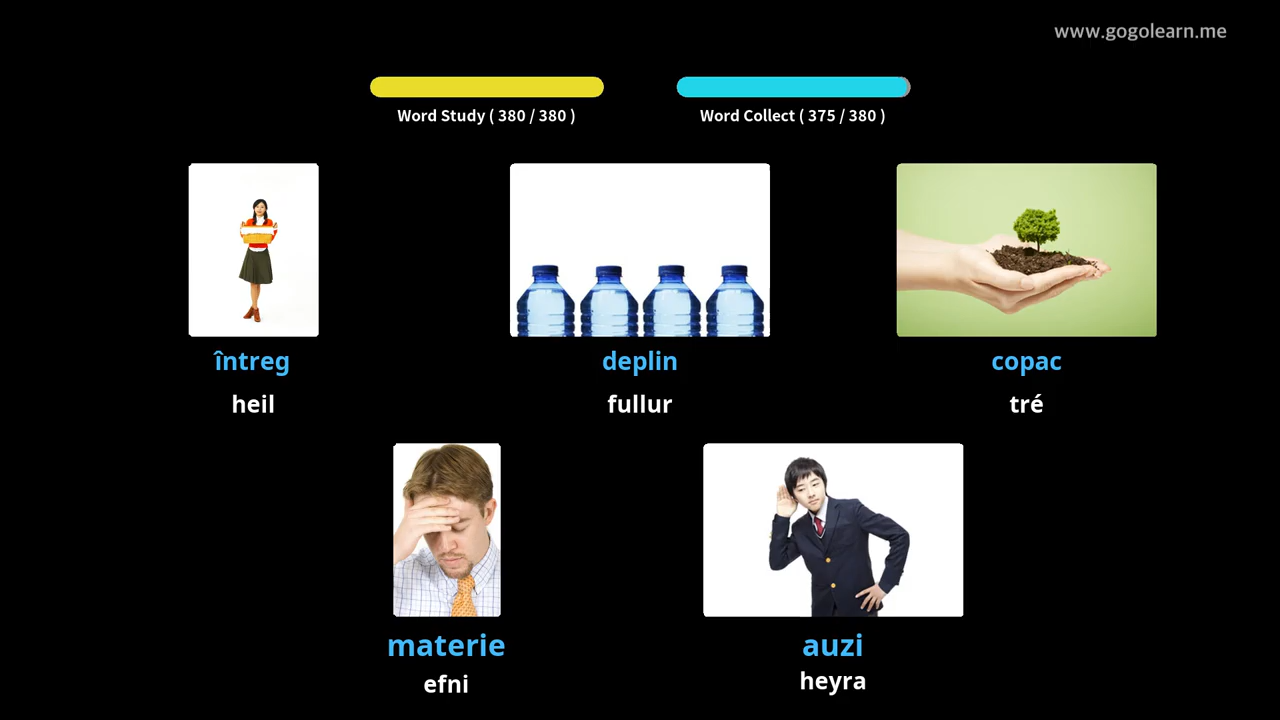 www.gogolearn.me
Word Study ( 380 / 380 )
Word Collect ( 375 / 380 )
întreg
heil
deplin
fullur
copac
tré
materie
efni
auzi
heyra